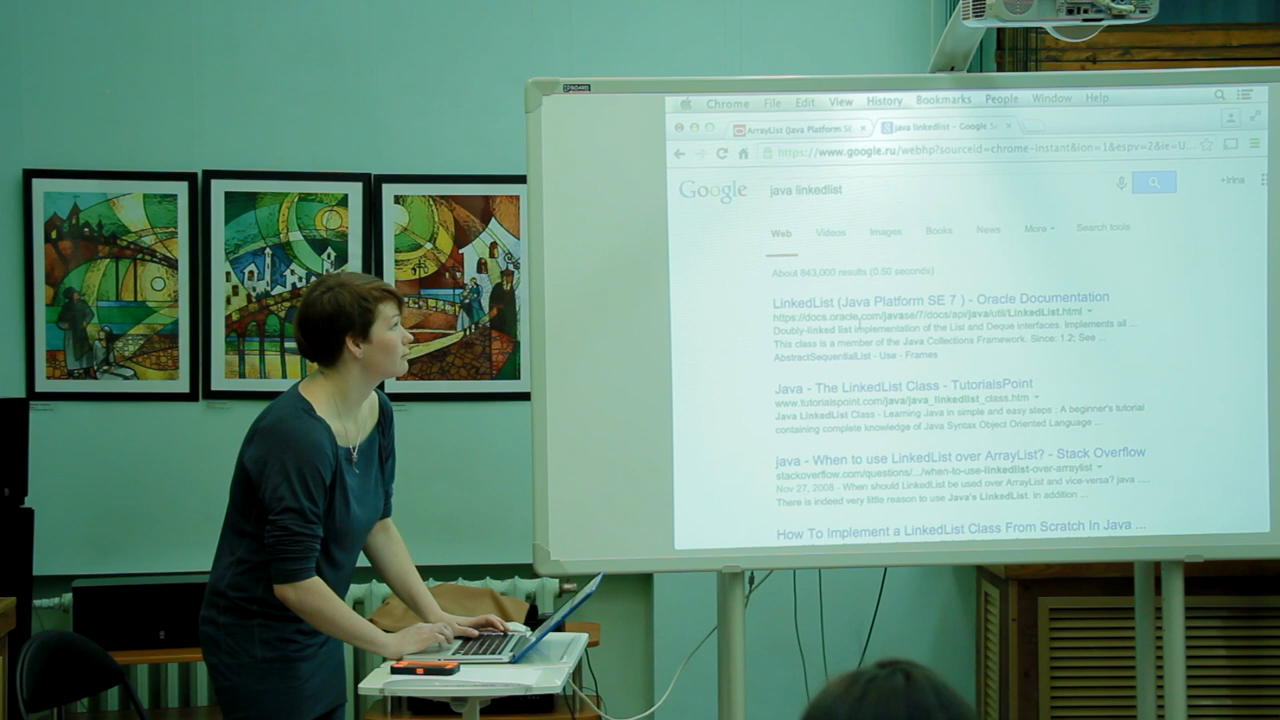 Chrome File Edit View History Bookmarks People Window Help
ArrayList (Java Platform SE
java linkedlist - Google Se
https://www.google.ru/webhp?sourceid=chrome-instant&ion=1&espv=2&ie=U...
Google java linkedlist +Irina
Web Videos Images Books News More Search tools
About 843,000 results (0.50 seconds)
LinkedList (Java Platform SE 7 ) - Oracle Documentation
https://docs.oracle.com/javase/7/docs/api/java/util/LinkedList.html
Doubly-linked list implementation of the List and Deque interfaces. Implements all ...
This class is a member of the Java Collections Framework. Since: 1.2; See ...
AbstractSequentialList - Use - Frames
Java - The LinkedList Class - TutorialsPoint
www.tutorialspoint.com/java/java_linkedlist_class.htm
Java LinkedList Class - Learning Java in simple and easy steps : A beginner's tutorial
containing complete knowledge of Java Syntax Object Oriented Language ...
java - When to use LinkedList over ArrayList? - Stack Overflow
stackoverflow.com/questions/.../when-to-use-linkedlist-over-arraylist
Nov 27, 2008 - When should LinkedList be used over ArrayList and vice-versa? java ....
There is indeed very little reason to use Java's LinkedList. In addition ...
How To Implement a LinkedList Class From Scratch In Java ...